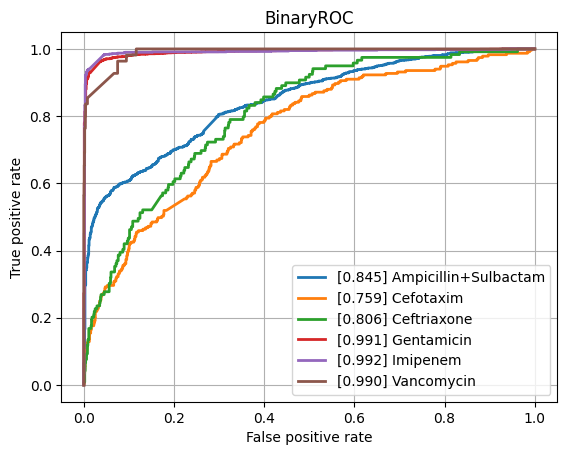 BinaryROC
True positive rate
1.0
0.8
0.6
0.4
0.2
0.0
[0.845] Ampicillin+Sulbactam
[0.759] Cefotaxim
[0.806] Ceftriaxone
[0.991] Gentamicin
[0.992] Imipenem
[0.990] Vancomycin
0.0 0.2 0.4 0.6 0.8 1.0
False positive rate